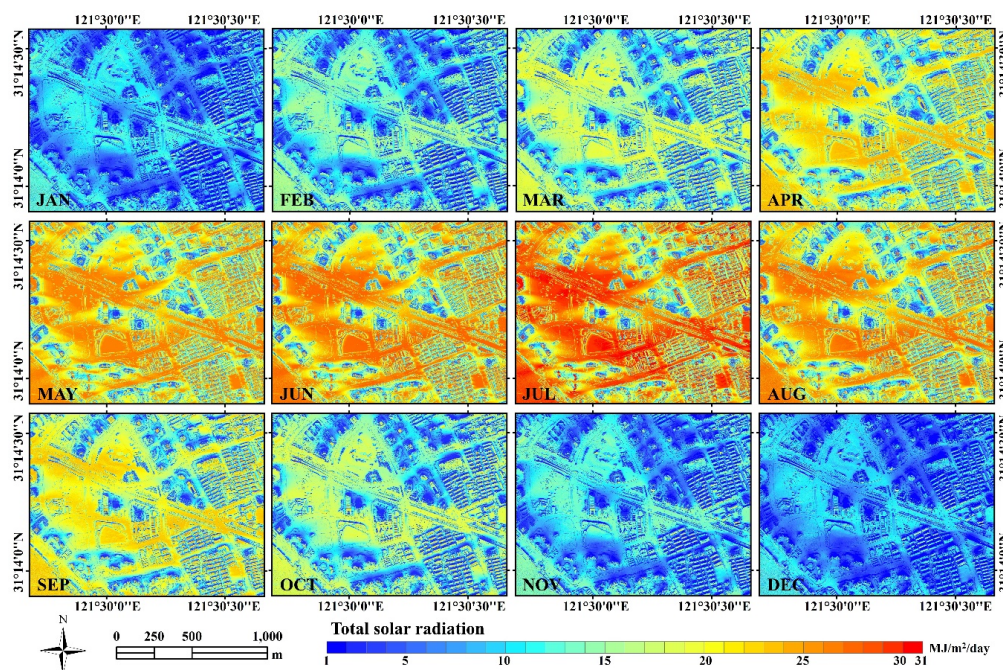 121°30'0"E 121°30'30"E 121°30'0"E 121°30'30"E
31°14'30"N
31°14'0"N
JAN
FEB
MAR
APR
31°14'30"N
31°14'0"N
MAY
JUN
JUL
AUG
31°14'30"N
31°14'0"N
SEP
OCT
NOV
DEC
121°30'0"E 121°30'30"E 121°30'0"E 121°30'30"E
N
0 250 500 1,000
m
Total solar radiation
1 5 10 15 20 25 30 31 MJ/m²/day